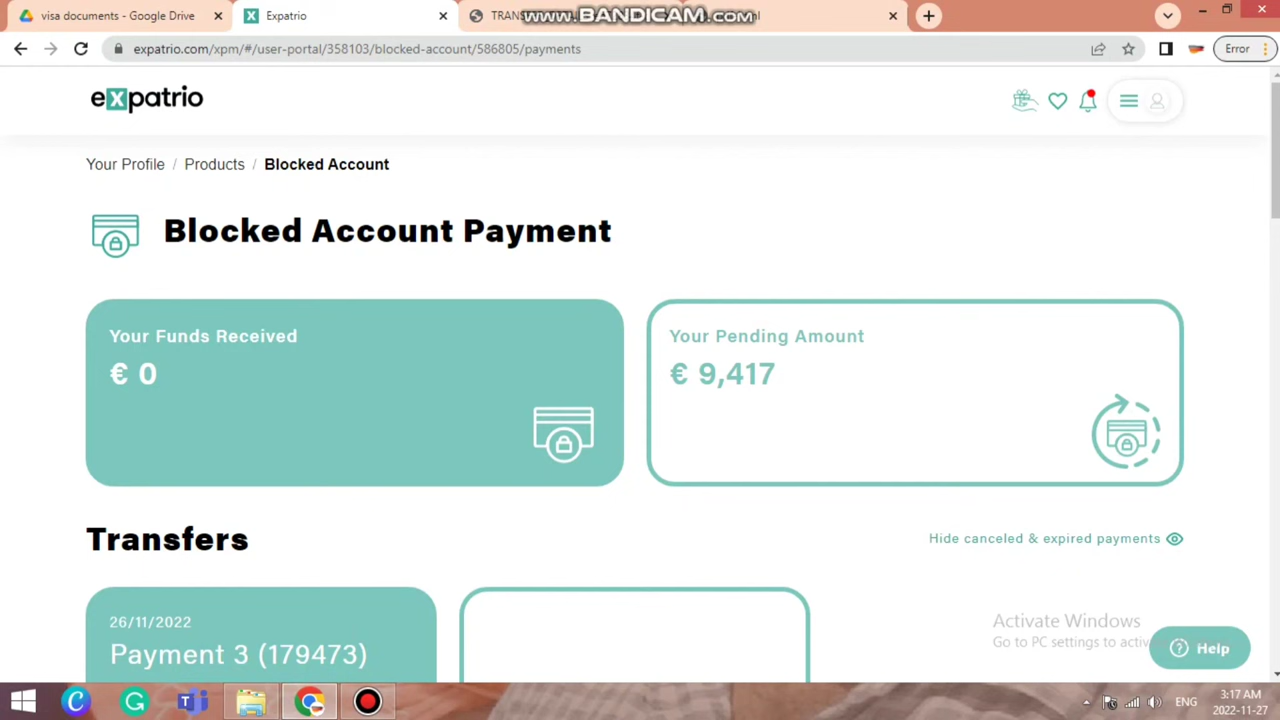 visa documents - Google Drive
Expatrio
TRANS
www.BANDICAM.com
expatrio.com/xpm/#/user-portal/358103/blocked-account/586805/payments
Error
expatrio
Your Profile / Products / Blocked Account
Blocked Account Payment
Your Funds Received
€ 0
Your Pending Amount
€ 9,417
Transfers
Hide canceled & expired payments
26/11/2022
Payment 3 (179473)
Activate Windows
Go to PC settings to activ
Help
ENG
3:17 AM
2022-11-27